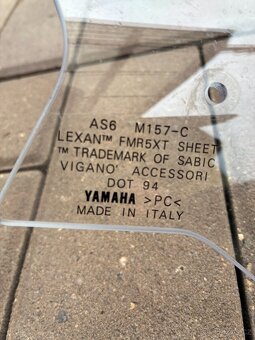 AS6 M157-C
LEXAN™ FMR5XT SHEET
™ TRADEMARK OF SABIC
VIGANO' ACCESSORI
DOT 94
YAMAHA >PC<
MADE IN ITALY